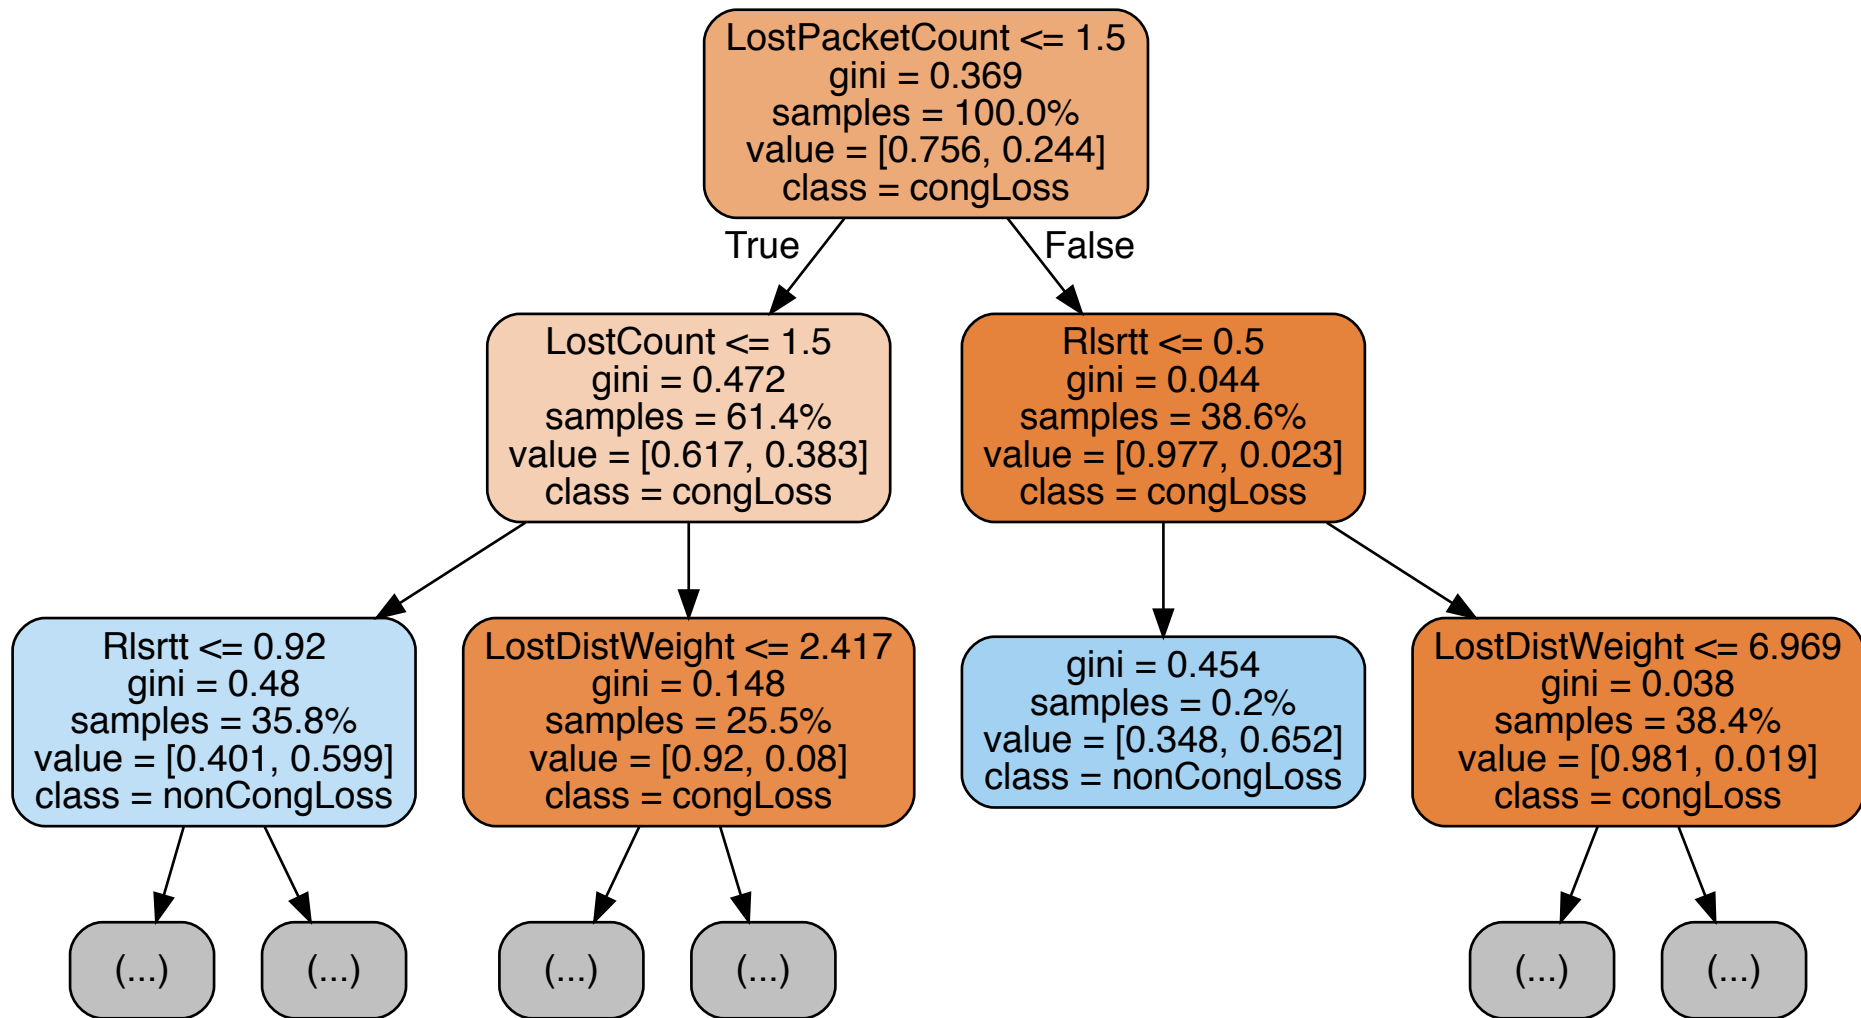 LostPacketCount <= 1.5
gini = 0.369
samples = 100.0%
value = [0.756, 0.244]
class = congLoss
True
False
LostCount <= 1.5
gini = 0.472
samples = 61.4%
value = [0.617, 0.383]
class = congLoss
Rlsrtt <= 0.5
gini = 0.044
samples = 38.6%
value = [0.977, 0.023]
class = congLoss
Rlsrtt <= 0.92
gini = 0.48
samples = 35.8%
value = [0.401, 0.599]
class = nonCongLoss
LostDistWeight <= 2.417
gini = 0.148
samples = 25.5%
value = [0.92, 0.08]
class = congLoss
gini = 0.454
samples = 0.2%
value = [0.348, 0.652]
class = nonCongLoss
LostDistWeight <= 6.969
gini = 0.038
samples = 38.4%
value = [0.981, 0.019]
class = congLoss
(...)
(...)
(...)
(...)
(...)
(...)